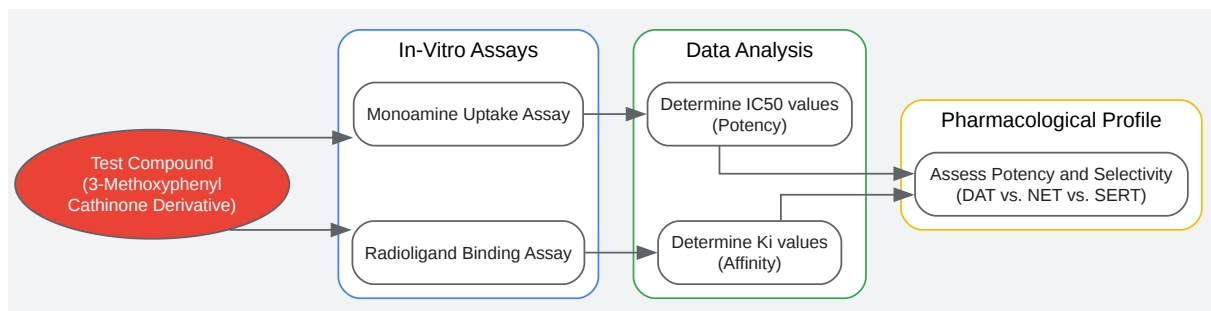 In-Vitro Assays
Data Analysis
Monoamine Uptake Assay
Determine IC50 values
(Potency)
Pharmacological Profile
Test Compound
(3-Methoxyphenyl
Cathinone Derivative)
Assess Potency and Selectivity
(DAT vs. NET vs. SERT)
Radioligand Binding Assay
Determine Ki values
(Affinity)